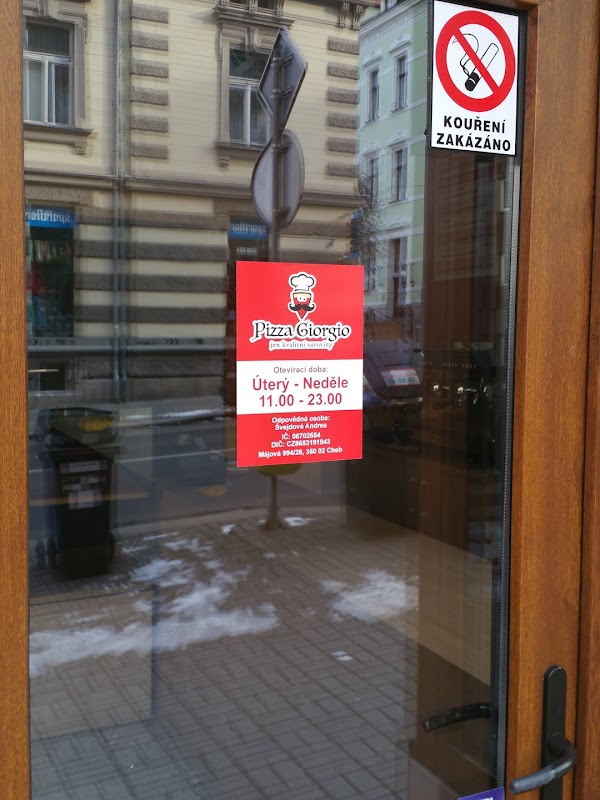 KOUŘENÍ
ZAKÁZÁNO
Pizza Giorgio
jen kvalitní suroviny
Otevírací doba:
Úterý - Neděle
11.00 - 23.00
Odpovědná osoba:
Švejdová Andrea
IČ: 06702554
DIČ: CZ8653191943
Májová 994/28, 350 02 Cheb